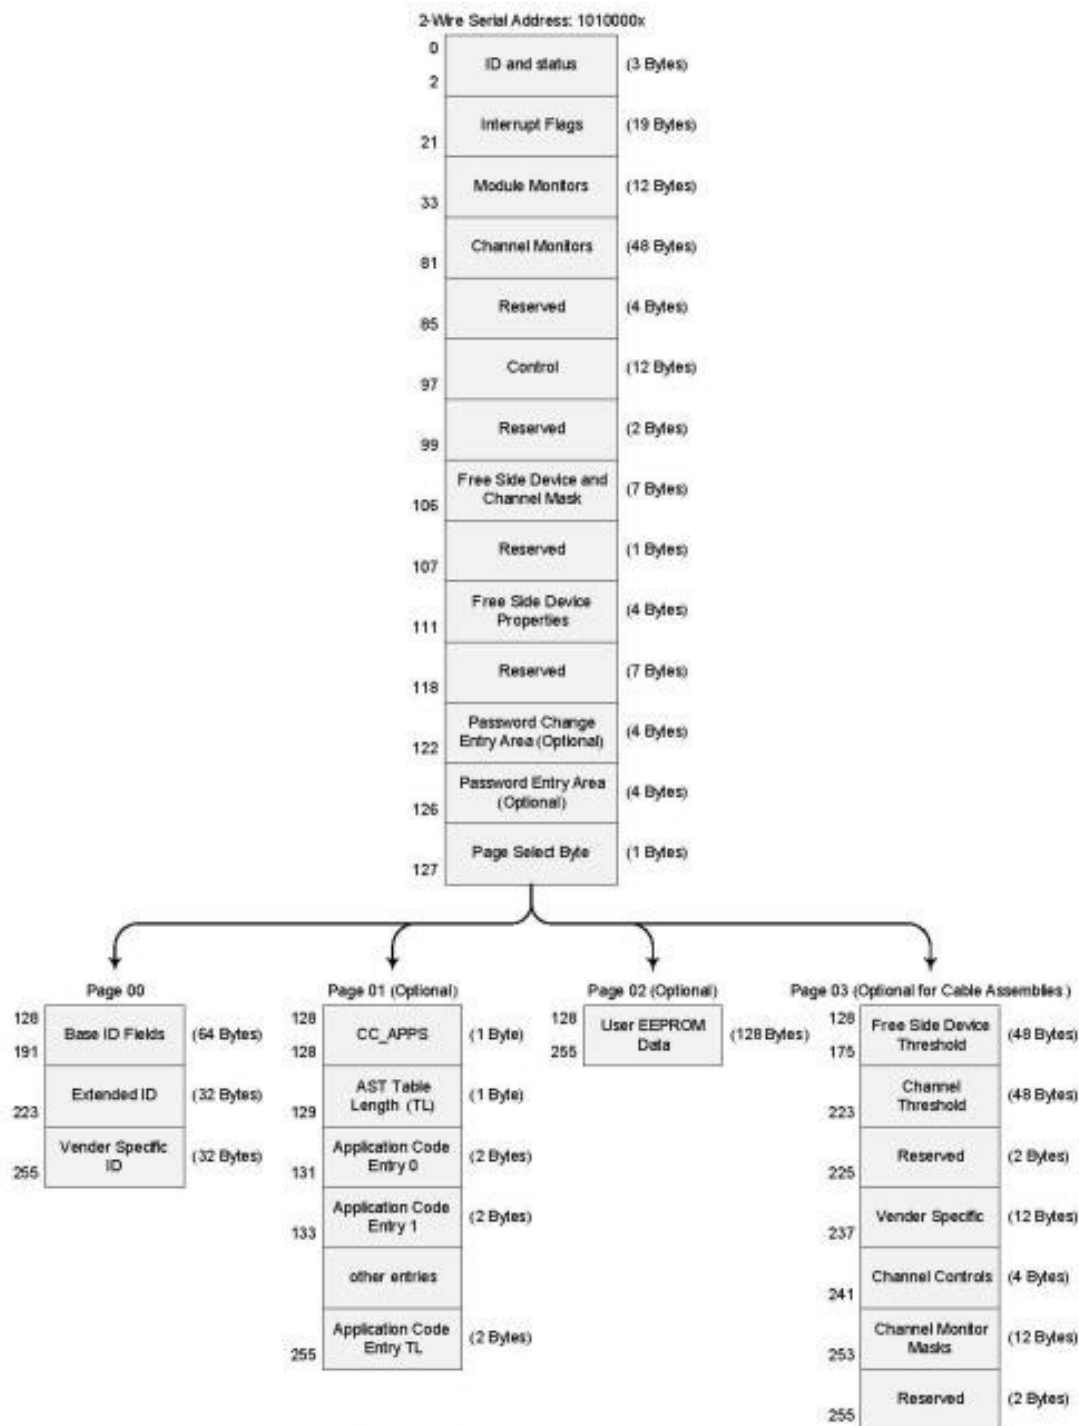 2-Wire Serial Address: 1010000x
0
ID and status (3 Bytes)
2
Interrupt Flags (19 Bytes)
21
Module Monitors (12 Bytes)
33
Channel Monitors (48 Bytes)
81
Reserved (4 Bytes)
85
Control (12 Bytes)
97
Reserved (2 Bytes)
99
Free Side Device and
Channel Mask (7 Bytes)
106
Reserved (1 Bytes)
107
Free Side Device
Properties (4 Bytes)
111
Reserved (7 Bytes)
118
Password Change
Entry Area (Optional) (4 Bytes)
122
Password Entry Area
(Optional) (4 Bytes)
126
Page Select Byte (1 Bytes)
127
Page 00
128
Base ID Fields (64 Bytes)
191
Extended ID (32 Bytes)
223
Vender Specific
ID (32 Bytes)
255
Page 01 (Optional)
128
CC_APPS (1 Byte)
128
AST Table
Length (TL) (1 Byte)
129
Application Code
Entry 0 (2 Bytes)
131
Application Code
Entry 1 (2 Bytes)
133
other entries
Application Code
Entry TL (2 Bytes)
255
Page 02 (Optional)
128
User EEPROM
Data (128 Bytes)
255
Page 03 (Optional for Cable Assemblies )
128
Free Side Device
Threshold (48 Bytes)
175
Channel
Threshold (48 Bytes)
223
Reserved (2 Bytes)
225
Vender Specific (12 Bytes)
237
Channel Controls (4 Bytes)
241
Channel Monitor
Masks (12 Bytes)
253
Reserved (2 Bytes)
255